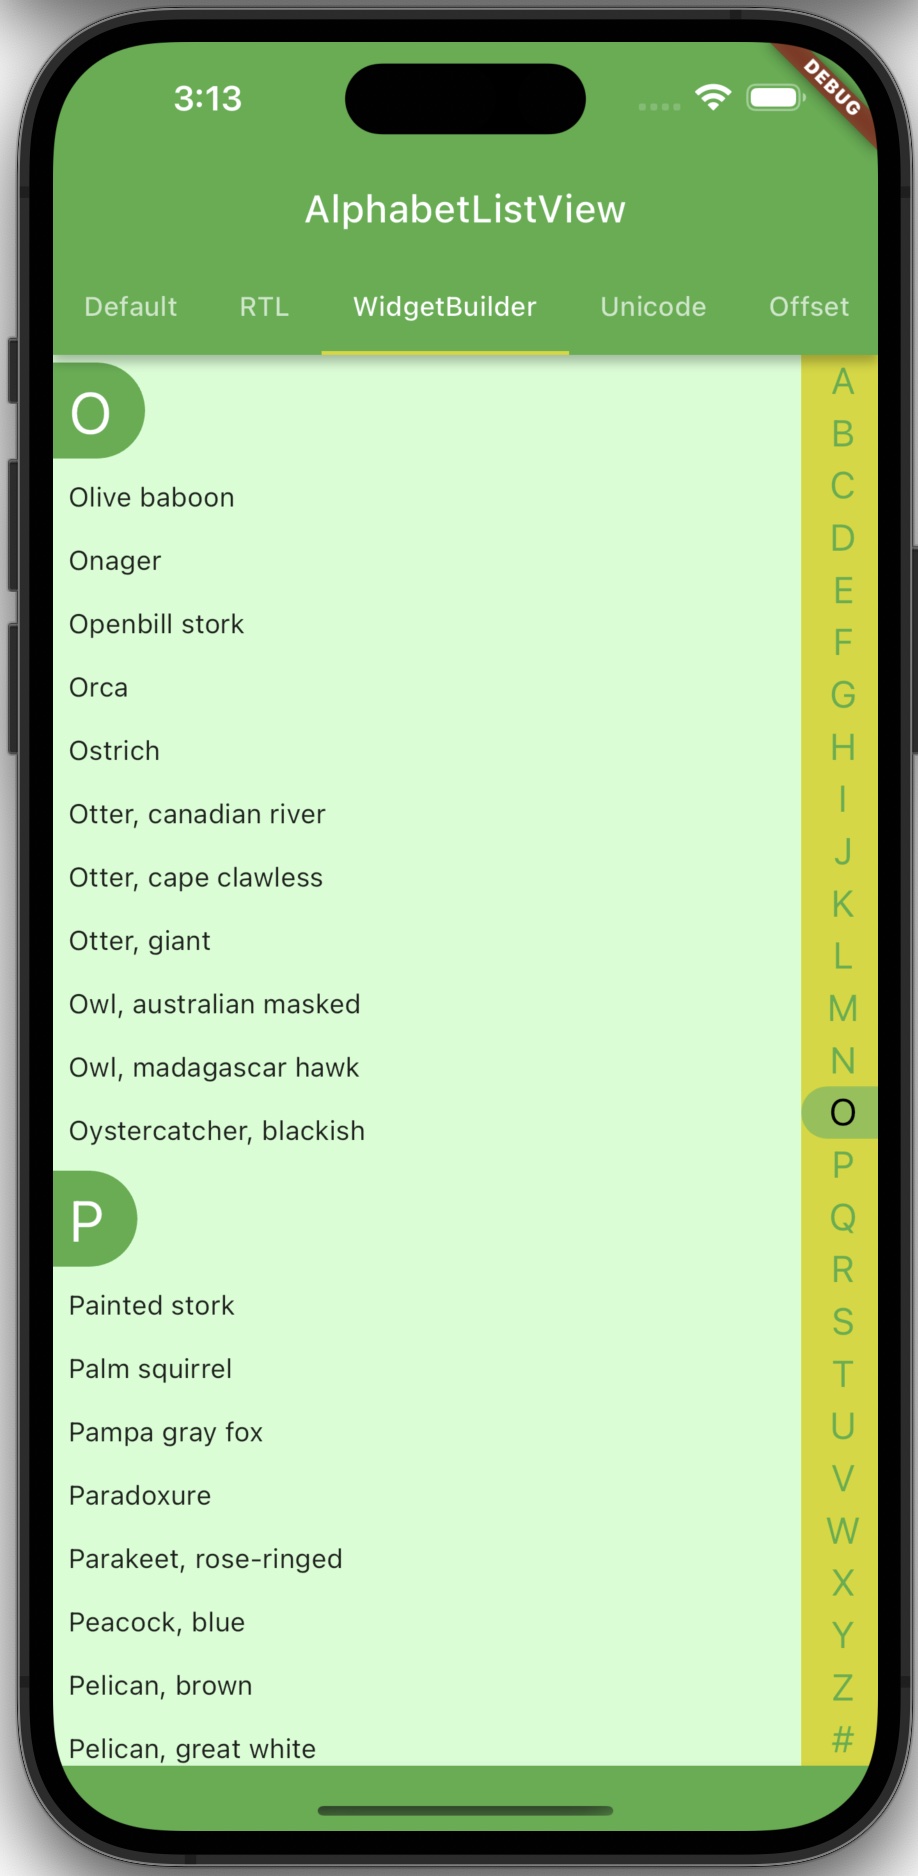 3:13
DEBUG
AlphabetListView
Default RTL WidgetBuilder Unicode Offset
O
Olive baboon
Onager
Openbill stork
Orca
Ostrich
Otter, canadian river
Otter, cape clawless
Otter, giant
Owl, australian masked
Owl, madagascar hawk
Oystercatcher, blackish
P
Painted stork
Palm squirrel
Pampa gray fox
Paradoxure
Parakeet, rose-ringed
Peacock, blue
Pelican, brown
Pelican, great white
A
B
C
D
E
F
G
H
I
J
K
L
M
N
O
P
Q
R
S
T
U
V
W
X
Y
Z
#